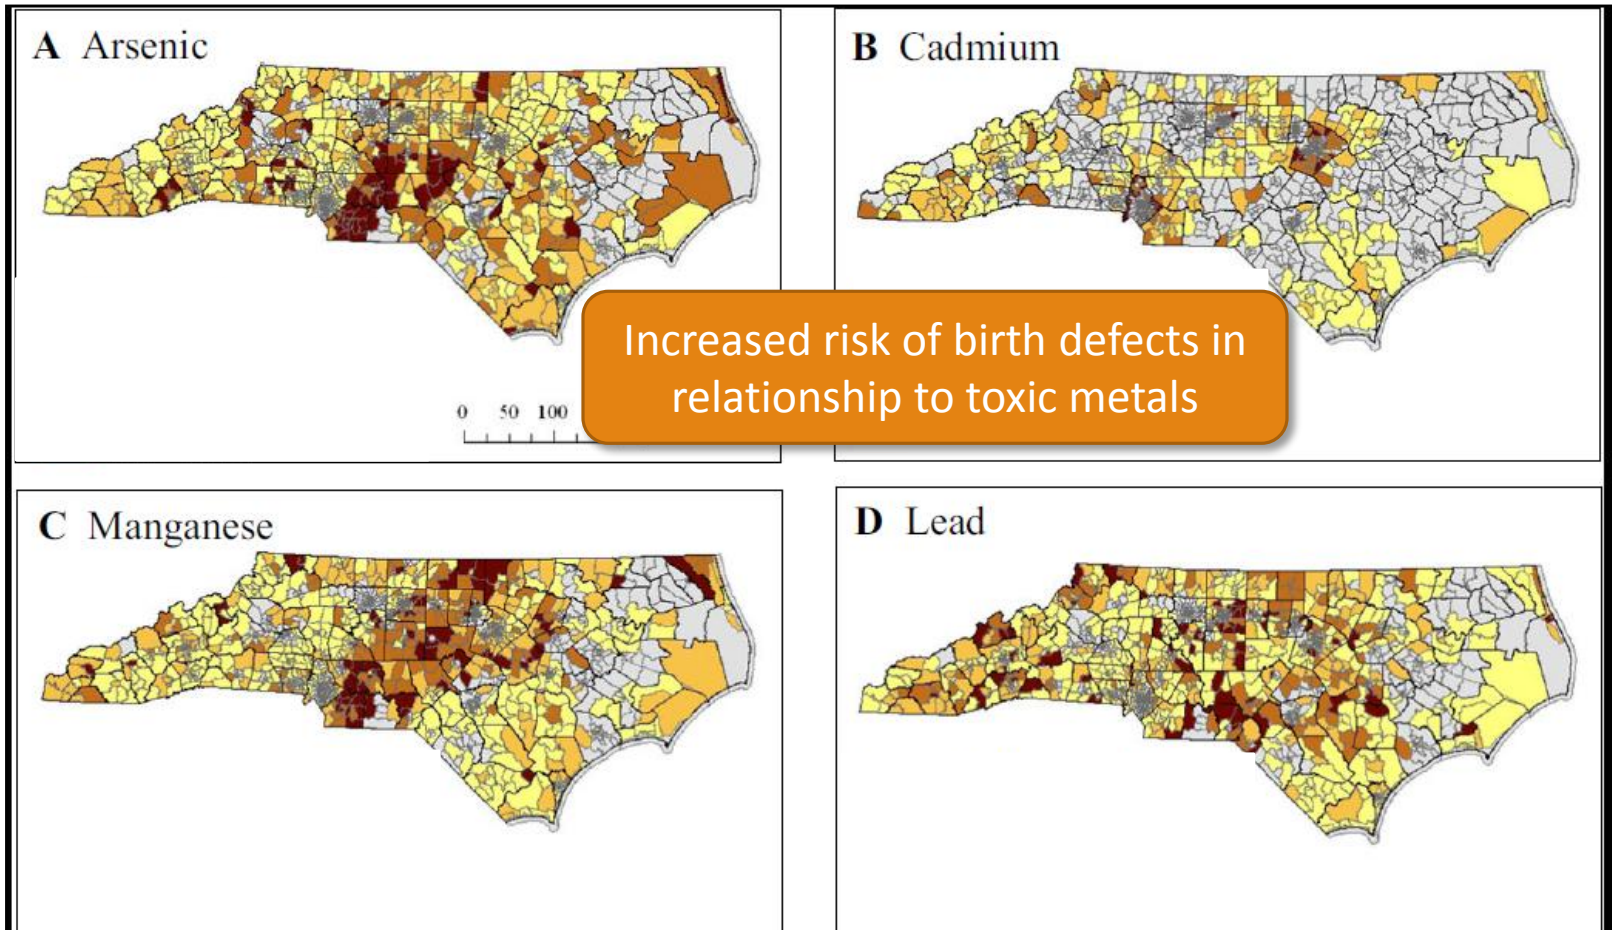 A Arsenic
B Cadmium
Increased risk of birth defects in
relationship to toxic metals
0 50 100
C Manganese
D Lead